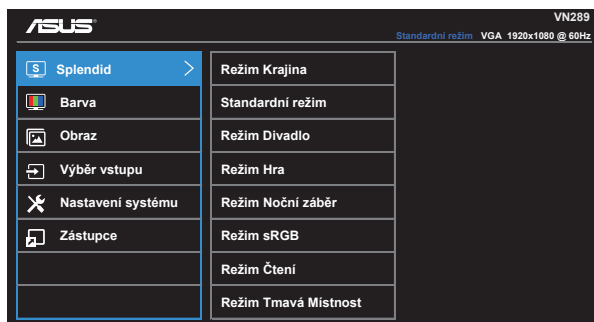 ASUS
VN289
Standardní režim VGA 1920x1080 @ 60Hz
S Splendid
Barva
Obraz
Výběr vstupu
Nastavení systému
Zástupce
Režim Krajina
Standardní režim
Režim Divadlo
Režim Hra
Režim Noční záběr
Režim sRGB
Režim Čtení
Režim Tmavá Místnost